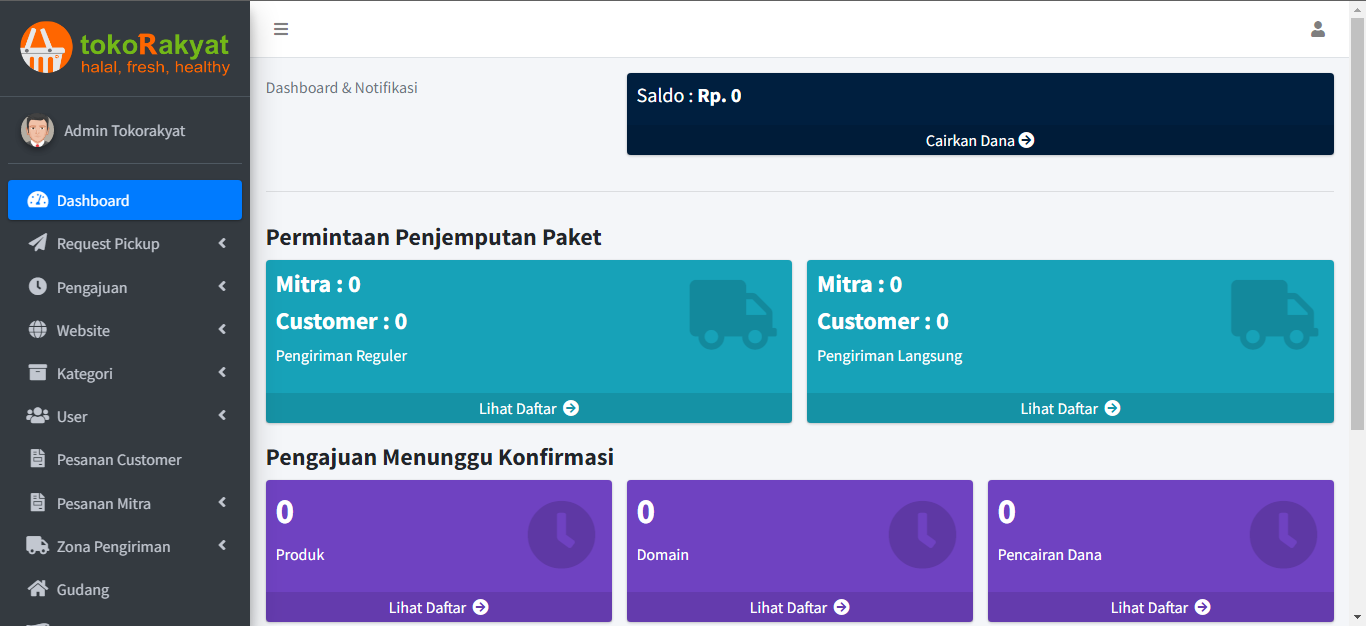 tokoRakyat
halal, fresh, healthy
Admin Tokorakyat
Dashboard
Request Pickup
Pengajuan
Website
Kategori
User
Pesanan Customer
Pesanan Mitra
Zona Pengiriman
Gudang
Dashboard & Notifikasi
Saldo : Rp. 0
Cairkan Dana
Permintaan Penjemputan Paket
Mitra : 0
Customer : 0
Pengiriman Reguler
Lihat Daftar
Mitra : 0
Customer : 0
Pengiriman Langsung
Lihat Daftar
Pengajuan Menunggu Konfirmasi
0
Produk
Lihat Daftar
0
Domain
Lihat Daftar
0
Pencairan Dana
Lihat Daftar